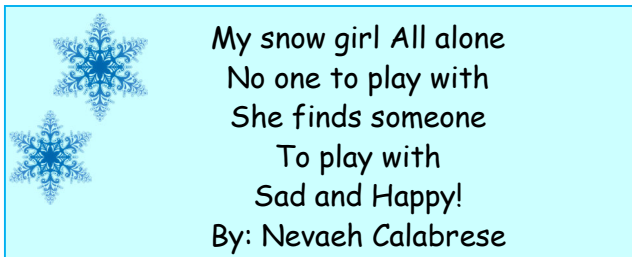 My snow girl All alone
No one to play with
She finds someone
To play with
Sad and Happy!
By: Nevaeh Calabrese